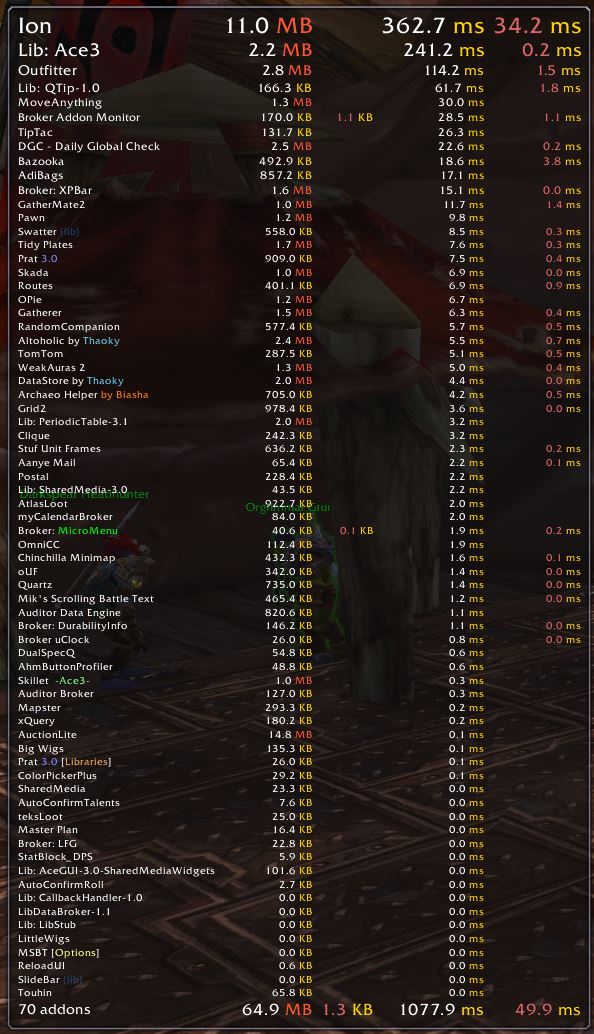 Ion 11.0 MB 362.7 ms 34.2 ms
Lib: Ace3 2.2 MB 241.2 ms 0.2 ms
Outfitter 2.8 MB 114.2 ms 1.5 ms
Lib: QTip-1.0 166.3 KB 61.7 ms 1.8 ms
MoveAnything 1.3 MB 30.0 ms
Broker Addon Monitor 170.0 KB 1.1 KB 28.5 ms 1.1 ms
TipTac 131.7 KB 26.3 ms
DGC - Daily Global Check 2.5 MB 22.6 ms 0.2 ms
Bazooka 492.9 KB 18.6 ms 3.8 ms
AdiBags 857.2 KB 17.1 ms
Broker: XPBar 1.6 MB 15.1 ms 0.0 ms
GatherMate2 1.0 MB 11.7 ms 1.4 ms
Pawn 1.2 MB 9.8 ms
Swatter (lib) 558.0 KB 8.5 ms 0.3 ms
Tidy Plates 1.7 MB 7.6 ms 0.3 ms
Prat 3.0 909.0 KB 7.5 ms 0.4 ms
Skada 1.0 MB 6.9 ms 0.0 ms
Routes 401.1 KB 6.9 ms 0.9 ms
OPie 1.2 MB 6.7 ms
Gatherer 1.5 MB 6.3 ms 0.4 ms
RandomCompanion 577.4 KB 5.7 ms 0.5 ms
Altoholic by Thaoky 2.4 MB 5.5 ms 0.7 ms
TomTom 287.5 KB 5.1 ms 0.5 ms
WeakAuras 2 1.3 MB 5.0 ms 0.4 ms
DataStore by Thaoky 2.0 MB 4.4 ms 0.0 ms
Archaeo Helper by Biasha 705.0 KB 4.2 ms 0.5 ms
Grid2 978.4 KB 3.6 ms 0.0 ms
Lib: PeriodicTable-3.1 2.0 MB 3.2 ms
Clique 242.3 KB 3.2 ms
Stuf Unit Frames 636.2 KB 2.3 ms 0.2 ms
Aanye Mail 65.4 KB 2.2 ms 0.1 ms
Postal 228.4 KB 2.2 ms
Lib: SharedMedia-3.0 43.5 KB 2.2 ms
Darkspear Headhunter
AtlasLoot 922.7 KB 2.0 ms
Orgrimmar Grunt
myCalendarBroker 84.0 KB 2.0 ms
Broker: MicroMenu 40.6 KB 0.1 KB 1.9 ms 0.2 ms
OmniCC 112.4 KB 1.9 ms
Chinchilla Minimap 432.3 KB 1.6 ms 0.1 ms
oUF 342.0 KB 1.4 ms 0.0 ms
Quartz 735.0 KB 1.4 ms 0.0 ms
Mik's Scrolling Battle Text 465.4 KB 1.2 ms 0.0 ms
Auditor Data Engine 820.6 KB 1.1 ms
Broker: DurabilityInfo 146.2 KB 1.1 ms 0.0 ms
Broker uClock 26.0 KB 0.8 ms 0.0 ms
DualSpecQ 54.8 KB 0.6 ms
AhmButtonProfiler 48.8 KB 0.6 ms
Skillet -Ace3- 1.0 MB 0.3 ms
Auditor Broker 127.0 KB 0.3 ms
Mapster 293.3 KB 0.2 ms
xQuery 180.2 KB 0.2 ms
AuctionLite 14.8 MB 0.1 ms
Big Wigs 135.3 KB 0.1 ms
Prat 3.0 [Libraries] 26.0 KB 0.1 ms
ColorPickerPlus 29.2 KB 0.1 ms
SharedMedia 23.3 KB 0.0 ms
AutoConfirmTalents 7.6 KB 0.0 ms
teksLoot 25.0 KB 0.0 ms
Master Plan 16.4 KB 0.0 ms
Broker: LFG 22.8 KB 0.0 ms
StatBlock_DPS 5.9 KB 0.0 ms
Lib: AceGUI-3.0-SharedMediaWidgets 101.6 KB 0.0 ms
AutoConfirmRoll 2.7 KB 0.0 ms
Lib: CallbackHandler-1.0 0.0 KB 0.0 ms
LibDataBroker-1.1 0.0 KB 0.0 ms
Lib: LibStub 0.0 KB 0.0 ms
LittleWigs 0.0 KB 0.0 ms
MSBT [Options] 0.0 KB 0.0 ms
ReloadUI 0.6 KB 0.0 ms
SlideBar (lib) 0.0 KB 0.0 ms
Touhin 65.8 KB 0.0 ms
70 addons 64.9 MB 1.3 KB 1077.9 ms 49.9 ms